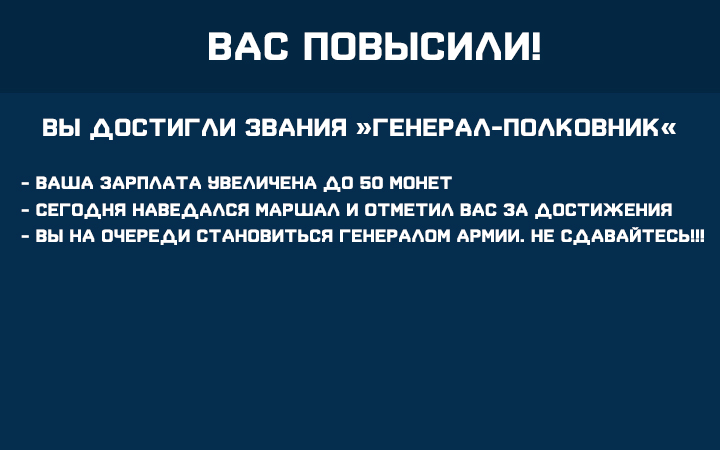 ВАС ПОВЫСИЛИ!
ВЫ ДОСТИГЛИ ЗВАНИЯ »ГЕНЕРАЛ-ПОЛКОВНИК«
- ВАША ЗАРПЛАТА УВЕЛИЧЕНА ДО 50 МОНЕТ
- СЕГОДНЯ НАВЕДАЛСЯ МАРШАЛ И ОТМЕТИЛ ВАС ЗА ДОСТИЖЕНИЯ
- ВЫ НА ОЧЕРЕДИ СТАНОВИТЬСЯ ГЕНЕРАЛОМ АРМИИ. НЕ СДАВАЙТЕСЬ!!!